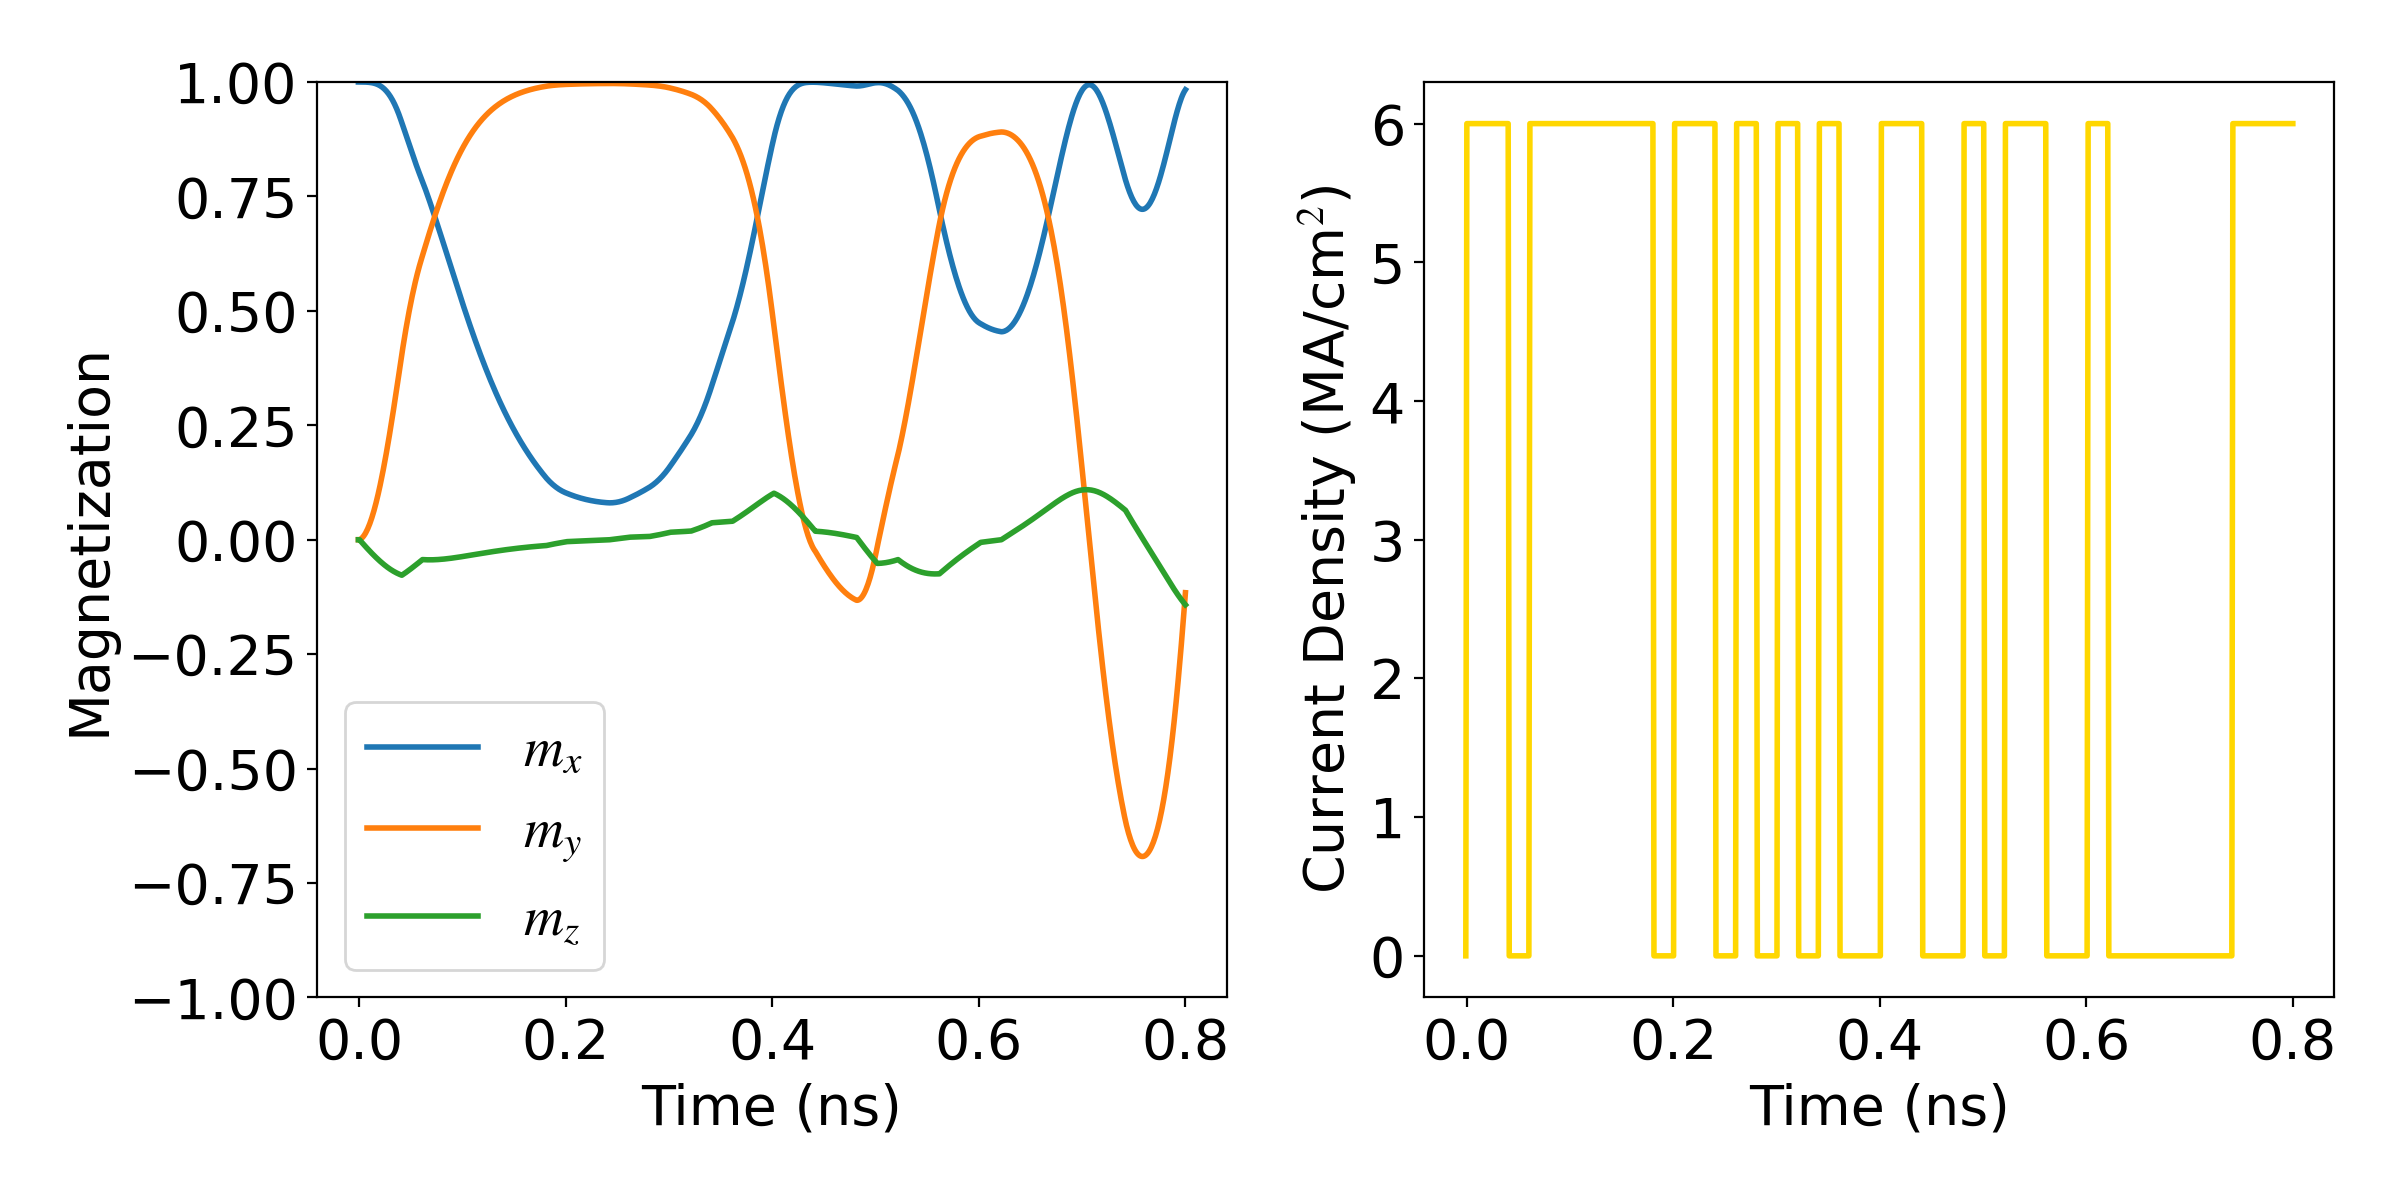 1.00
0.75
0.50
0.25
0.00
−0.25
−0.50
−0.75
−1.00
Magnetization
m_x
m_y
m_z
0.0 0.2 0.4 0.6 0.8
Time (ns)
6
5
4
3
2
1
0
Current Density (MA/cm²)
0.0 0.2 0.4 0.6 0.8
Time (ns)